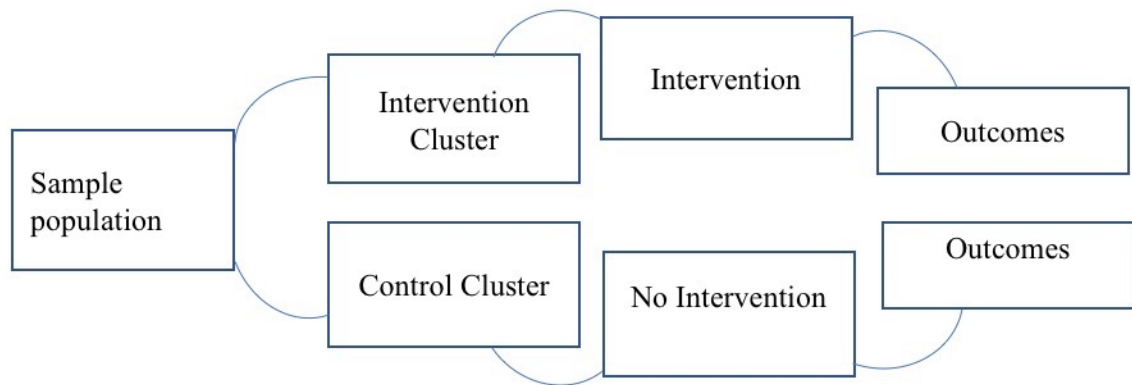 Sample
population
Intervention
Cluster
Intervention
Outcomes
Control Cluster
No Intervention
Outcomes